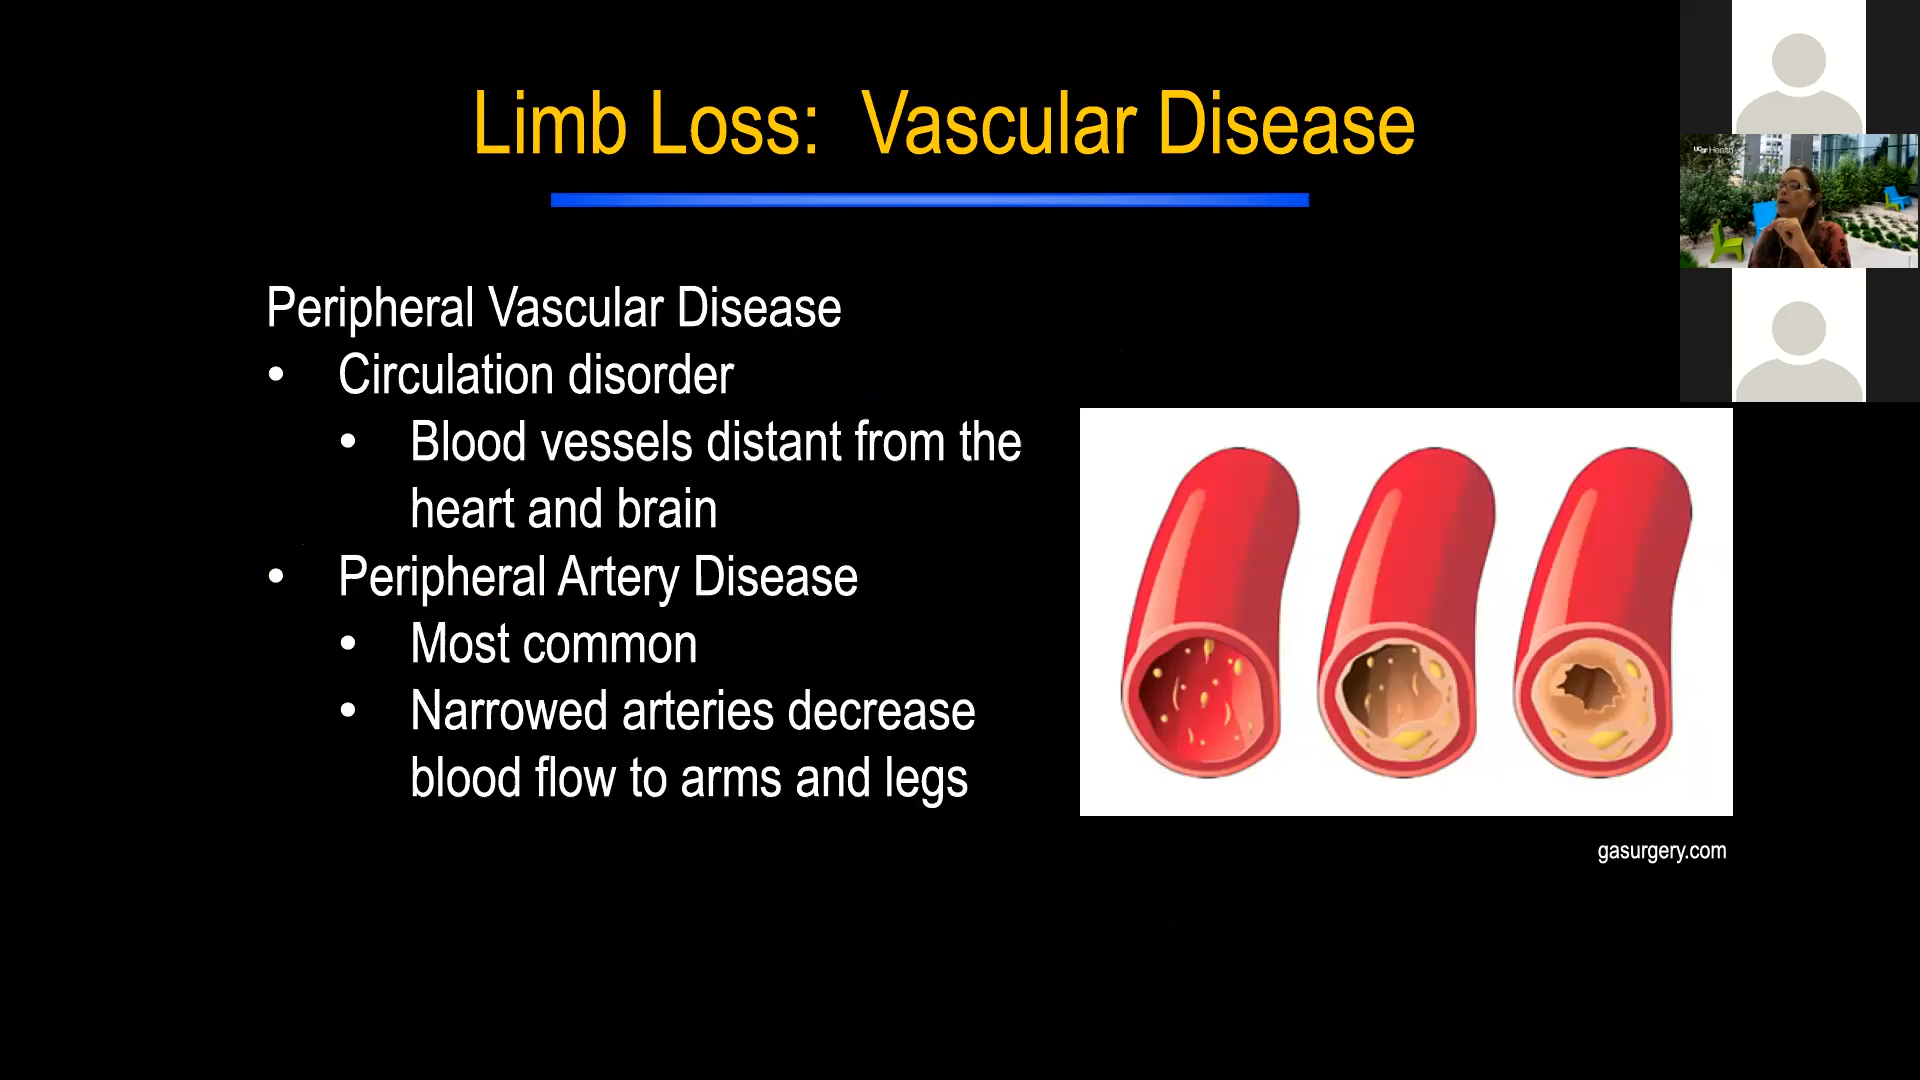 Limb Loss: Vascular Disease
Peripheral Vascular Disease
• Circulation disorder
• Blood vessels distant from the
heart and brain
• Peripheral Artery Disease
• Most common
• Narrowed arteries decrease
blood flow to arms and legs
gasurgery.com
Health